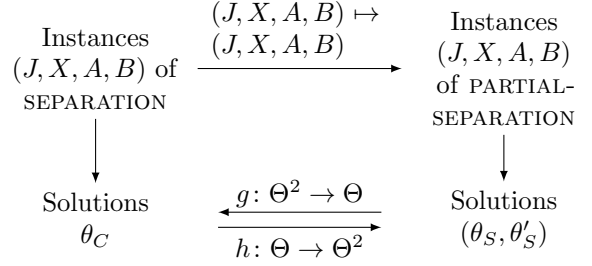 Instances
(J, X, A, B) of
SEPARATION
(J, X, A, B) ↦
(J, X, A, B)
Instances
(J, X, A, B)
of PARTIAL-
SEPARATION
Solutions
θ_C
g: Θ² → Θ
h: Θ → Θ²
Solutions
(θ_S, θ′_S)